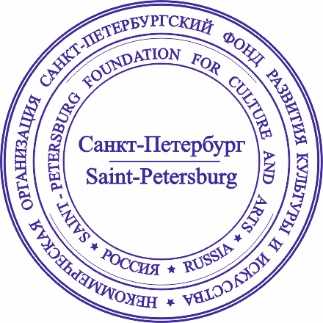 НЕКОММЕРЧЕСКАЯ ОРГАНИЗАЦИЯ САНКТ-ПЕТЕРБУРГСКИЙ ФОНД РАЗВИТИЯ КУЛЬТУРЫ И ИСКУССТВА ★
SAINT-PETERSBURG FOUNDATION FOR CULTURE AND ARTS
★ РОССИЯ ★ RUSSIA ★
Санкт-Петербург
Saint-Petersburg